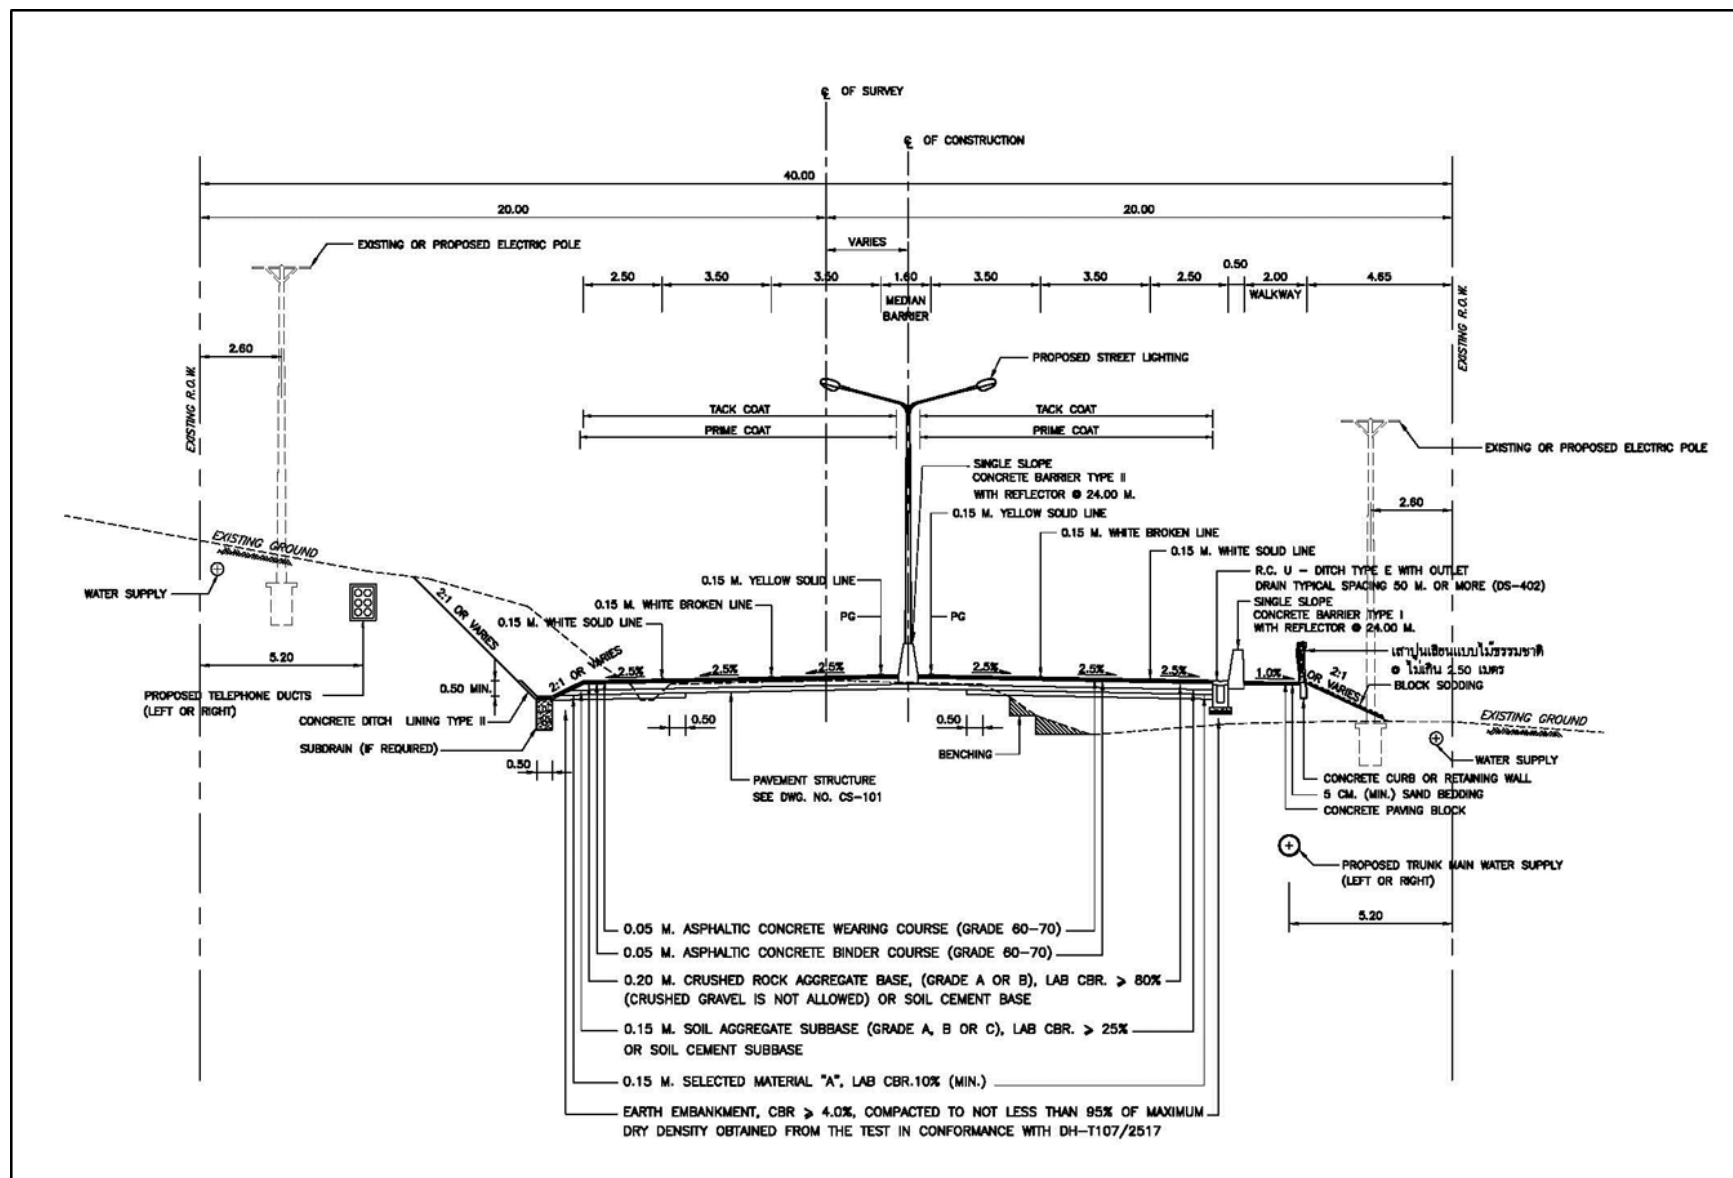 ℄ OF SURVEY
℄ OF CONSTRUCTION
40.00
20.00
20.00
EXISTING OR PROPOSED ELECTRIC POLE
VARIES
2.50
3.50
3.50
1.60
3.50
3.50
2.50
0.50
2.00
4.65
MEDIAN
BARRIER
WALKWAY
EXISTING R.O.W.
EXISTING R.O.W.
2.60
PROPOSED STREET LIGHTING
TACK COAT
TACK COAT
PRIME COAT
PRIME COAT
EXISTING OR PROPOSED ELECTRIC POLE
SINGLE SLOPE
CONCRETE BARRIER TYPE II
WITH REFLECTOR @ 24.00 M.
2.60
0.15 M. YELLOW SOLID LINE
0.15 M. WHITE BROKEN LINE
0.15 M. WHITE SOLID LINE
EXISTING GROUND
R.C. U - DITCH TYPE E WITH OUTLET
DRAIN TYPICAL SPACING 50 M. OR MORE (DS-402)
WATER SUPPLY
2:1 OR VARIES
0.15 M. YELLOW SOLID LINE
0.15 M. WHITE BROKEN LINE
0.15 M. WHITE SOLID LINE
PG
PG
SINGLE SLOPE
CONCRETE BARRIER TYPE I
WITH REFLECTOR @ 24.00 M.
เสาปูนเลียนแบบไม้ธรรมชาติ
@ ไม่เกิน 2.50 เมตร
5.20
2:1 OR VARIES
2.5%
2.5%
2.5%
2.5%
2.5%
2.5%
1.0%
2:1
OR VARIES
BLOCK SODDING
0.50 MIN.
PROPOSED TELEPHONE DUCTS
(LEFT OR RIGHT)
CONCRETE DITCH LINING TYPE II
SUBDRAIN (IF REQUIRED)
0.50
0.50
0.50
BENCHING
EXISTING GROUND
WATER SUPPLY
PAVEMENT STRUCTURE
SEE DWG. NO. CS-101
CONCRETE CURB OR RETAINING WALL
5 CM. (MIN.) SAND BEDDING
CONCRETE PAVING BLOCK
PROPOSED TRUNK MAIN WATER SUPPLY
(LEFT OR RIGHT)
5.20
0.05 M. ASPHALTIC CONCRETE WEARING COURSE (GRADE 60-70)
0.05 M. ASPHALTIC CONCRETE BINDER COURSE (GRADE 60-70)
0.20 M. CRUSHED ROCK AGGREGATE BASE, (GRADE A OR B), LAB CBR. ⩾ 80%
(CRUSHED GRAVEL IS NOT ALLOWED) OR SOIL CEMENT BASE
0.15 M. SOIL AGGREGATE SUBBASE (GRADE A, B OR C), LAB CBR. ⩾ 25%
OR SOIL CEMENT SUBBASE
0.15 M. SELECTED MATERIAL "A", LAB CBR.10% (MIN.)
EARTH EMBANKMENT, CBR ⩾ 4.0%, COMPACTED TO NOT LESS THAN 95% OF MAXIMUM
DRY DENSITY OBTAINED FROM THE TEST IN CONFORMANCE WITH DH-T107/2517